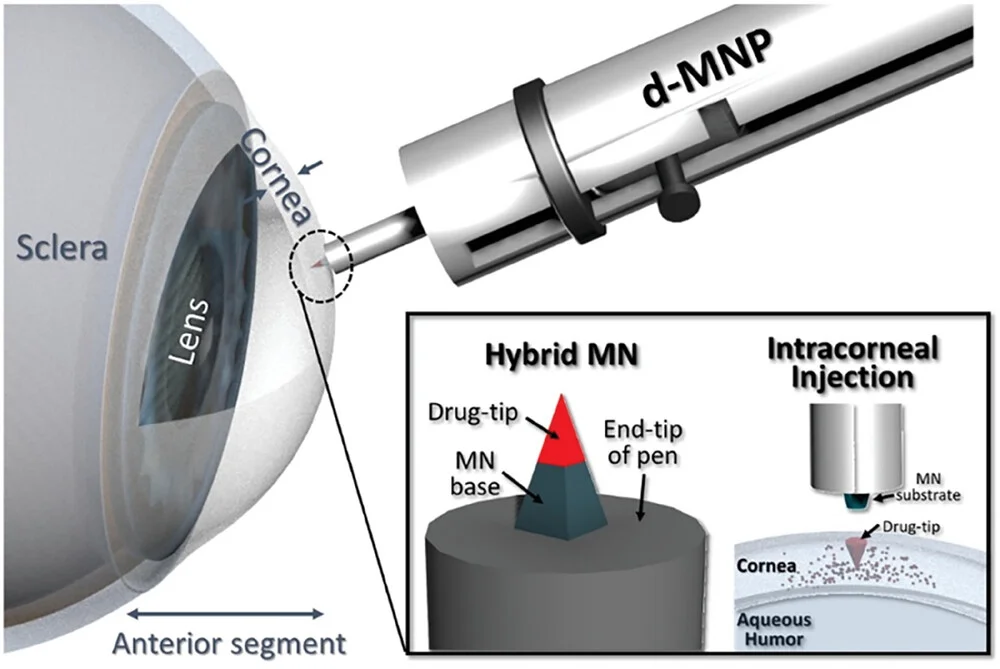 d-MNP
Cornea
Sclera
Lens
Anterior segment
Hybrid MN
Drug-tip
MN
base
End-tip
of pen
Intracorneal
Injection
MN
substrate
Drug-tip
Cornea
Aqueous
Humor